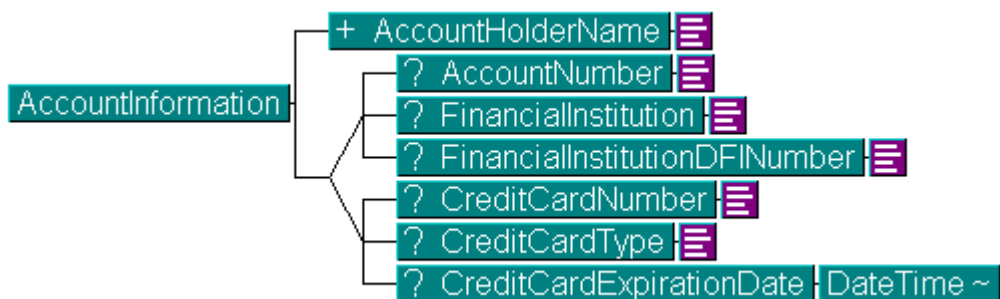 + AccountHolderName
? AccountNumber
AccountInformation
? FinancialInstitution
? FinancialInstitutionDFINumber
? CreditCardNumber
? CreditCardType
? CreditCardExpirationDate DateTime ~